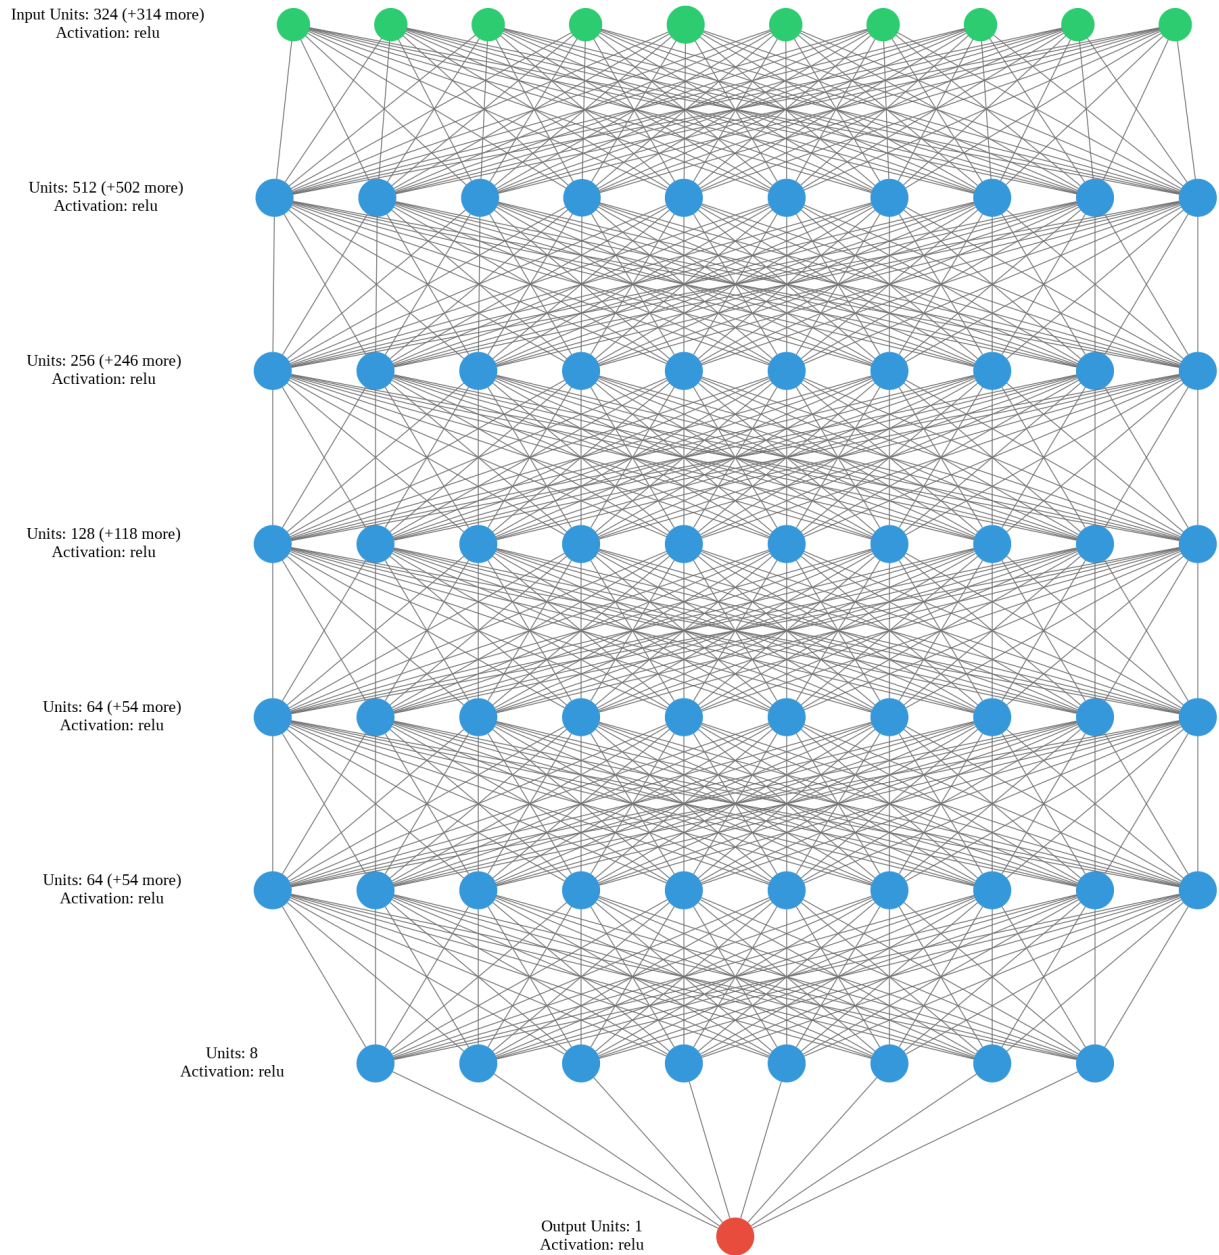 Input Units: 324 (+314 more)
Activation: relu
Units: 512 (+502 more)
Activation: relu
Units: 256 (+246 more)
Activation: relu
Units: 128 (+118 more)
Activation: relu
Units: 64 (+54 more)
Activation: relu
Units: 64 (+54 more)
Activation: relu
Units: 8
Activation: relu
Output Units: 1
Activation: relu